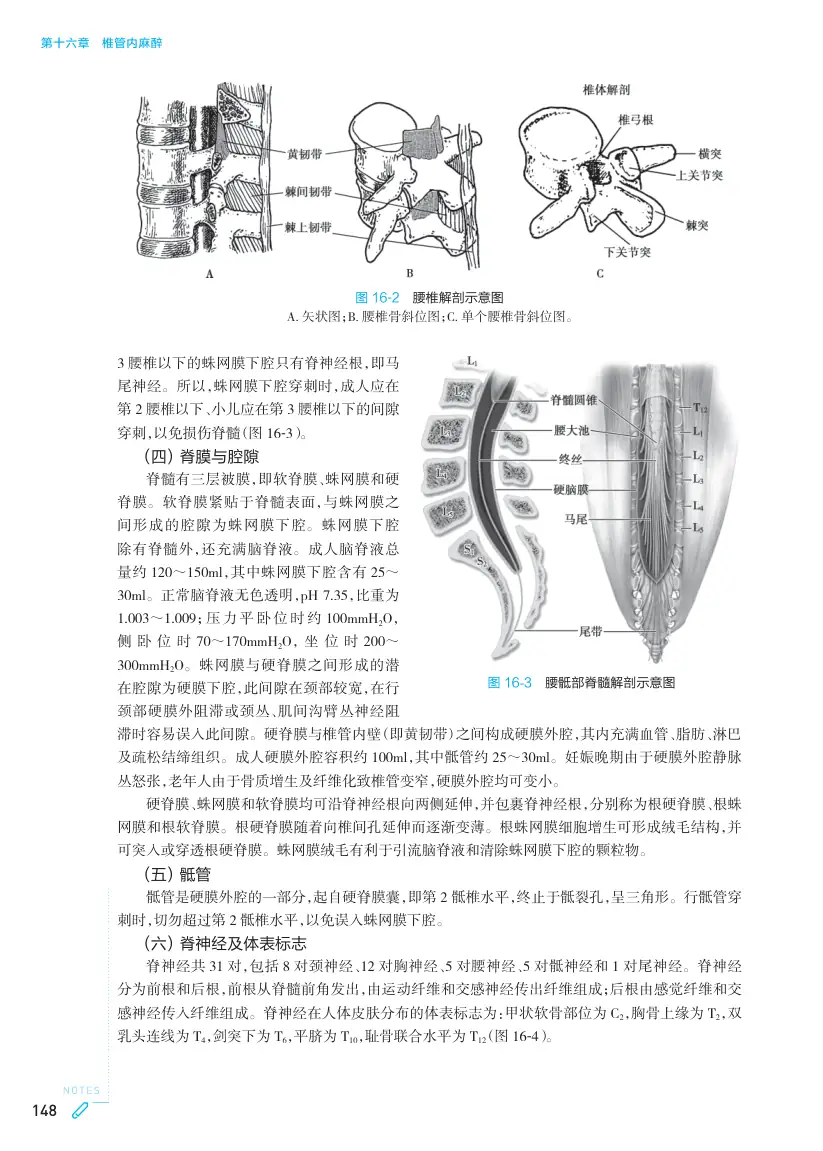 第十六章 椎管内麻醉
椎体解剖
椎弓根
黄韧带
横突
上关节突
棘间韧带
棘上韧带
棘突
下关节突
A
B
C
图 16-2 腰椎解剖示意图
A. 矢状图;B. 腰椎骨斜位图;C. 单个腰椎骨斜位图。
3 腰椎以下的蛛网膜下腔只有脊神经根,即马
尾神经。所以,蛛网膜下腔穿刺时,成人应在
第 2 腰椎以下、小儿应在第 3 腰椎以下的间隙
穿刺,以免损伤脊髓(图 16-3)。
(四)脊膜与腔隙
脊髓有三层被膜,即软脊膜、蛛网膜和硬
脊膜。软脊膜紧贴于脊髓表面,与蛛网膜之
间形成的腔隙为蛛网膜下腔。蛛网膜下腔
除有脊髓外,还充满脑脊液。成人脑脊液总
量约 120～150ml,其中蛛网膜下腔含有 25～
30ml。正常脑脊液无色透明,pH 7.35,比重为
1.003～1.009;压力平卧位时约 100mmH₂O,
侧卧位时 70～170mmH₂O,坐位时 200～
300mmH₂O。蛛网膜与硬脊膜之间形成的潜
在腔隙为硬膜下腔,此间隙在颈部较宽,在行
颈部硬膜外阻滞或颈丛、肌间沟臂丛神经阻
L₁
L₂
L₃
L₄
L₅
S₁
S₂
脊髓圆锥
腰大池
终丝
硬脑膜
马尾
尾带
T₁₂
L₁
L₂
L₃
L₄
L₅
图 16-3 腰骶部脊髓解剖示意图
滞时容易误入此间隙。硬脊膜与椎管内壁(即黄韧带)之间构成硬膜外腔,其内充满血管、脂肪、淋巴
及疏松结缔组织。成人硬膜外腔容积约 100ml,其中骶管约 25～30ml。妊娠晚期由于硬膜外腔静脉
丛怒张,老年人由于骨质增生及纤维化致椎管变窄,硬膜外腔均可变小。
硬脊膜、蛛网膜和软脊膜均可沿脊神经根向两侧延伸,并包裹脊神经根,分别称为根硬脊膜、根蛛
网膜和根软脊膜。根硬脊膜随着向椎间孔延伸而逐渐变薄。根蛛网膜细胞增生可形成绒毛结构,并
可突入或穿透根硬脊膜。蛛网膜绒毛有利于引流脑脊液和清除蛛网膜下腔的颗粒物。
(五)骶管
骶管是硬膜外腔的一部分,起自硬脊膜囊,即第 2 骶椎水平,终止于骶裂孔,呈三角形。行骶管穿
刺时,切勿超过第 2 骶椎水平,以免误入蛛网膜下腔。
(六)脊神经及体表标志
脊神经共 31 对,包括 8 对颈神经、12 对胸神经、5 对腰神经、5 对骶神经和 1 对尾神经。脊神经
分为前根和后根,前根从脊髓前角发出,由运动纤维和交感神经传出纤维组成;后根由感觉纤维和交
感神经传入纤维组成。脊神经在人体皮肤分布的体表标志为:甲状软骨部位为 C₂,胸骨上缘为 T₂,双
乳头连线为 T₄,剑突下为 T₆,平脐为 T₁₀,耻骨联合水平为 T₁₂(图 16-4)。
NOTES
148